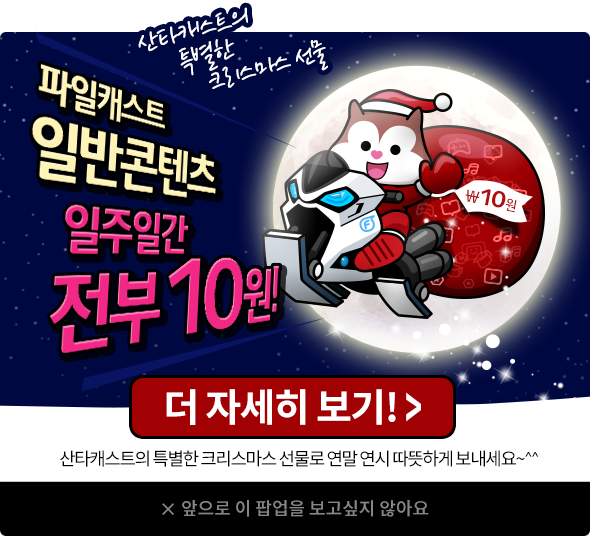 산타캐스트의
특별한
크리스마스 선물
파일캐스트
일반콘텐츠
일주일간
전부 10원!
₩10원
F
더 자세히 보기! >
산타캐스트의 특별한 크리스마스 선물로 연말 연시 따뜻하게 보내세요~^^
× 앞으로 이 팝업을 보고싶지 않아요